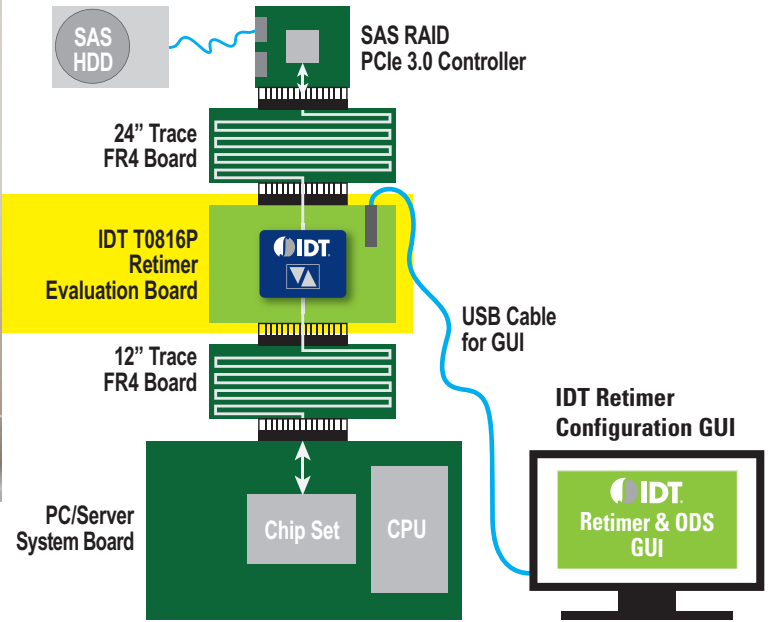 SAS
HDD
SAS RAID
PCIe 3.0 Controller
24” Trace
FR4 Board
IDT T0816P
Retimer
Evaluation Board
IDT
USB Cable
for GUI
12” Trace
FR4 Board
IDT Retimer
Configuration GUI
PC/Server
System Board
Chip Set
CPU
IDT
Retimer & ODS
GUI